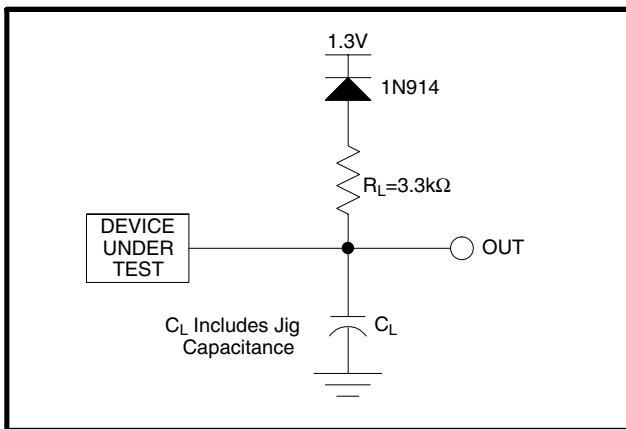 1.3V
1N914
R_L=3.3kΩ
DEVICE
UNDER
TEST
OUT
C_L Includes Jig
Capacitance
C_L